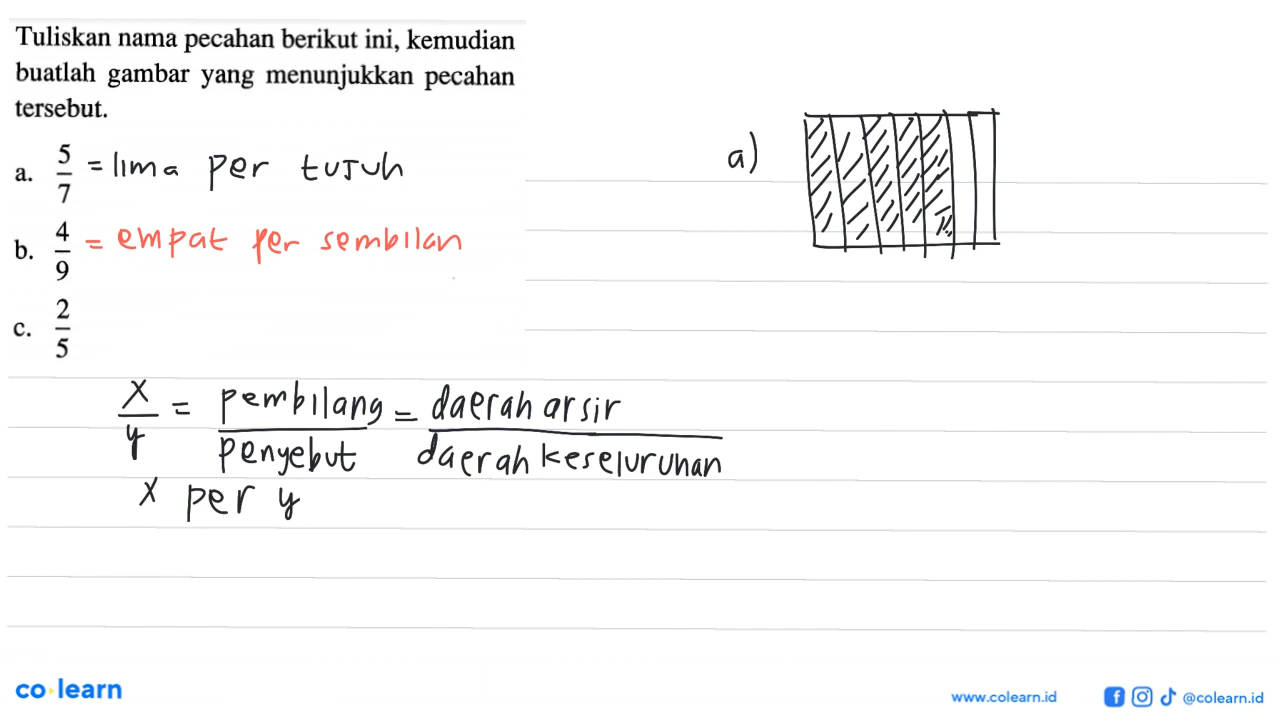 Tuliskan nama pecahan berikut ini, kemudian
buatlah gambar yang menunjukkan pecahan
tersebut.
a. 5/7 = lima per tujuh
b. 4/9 = empat per sembilan
c. 2/5
a)
x/y = pembilang/penyebut = daerah arsir/daerah keseluruhan
x per y
co learn
www.colearn.id @colearn.id